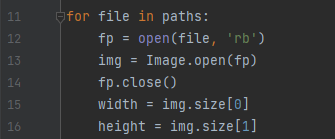 11 for file in paths:
12     fp = open(file, 'rb')
13     img = Image.open(fp)
14     fp.close()
15     width = img.size[0]
16     height = img.size[1]